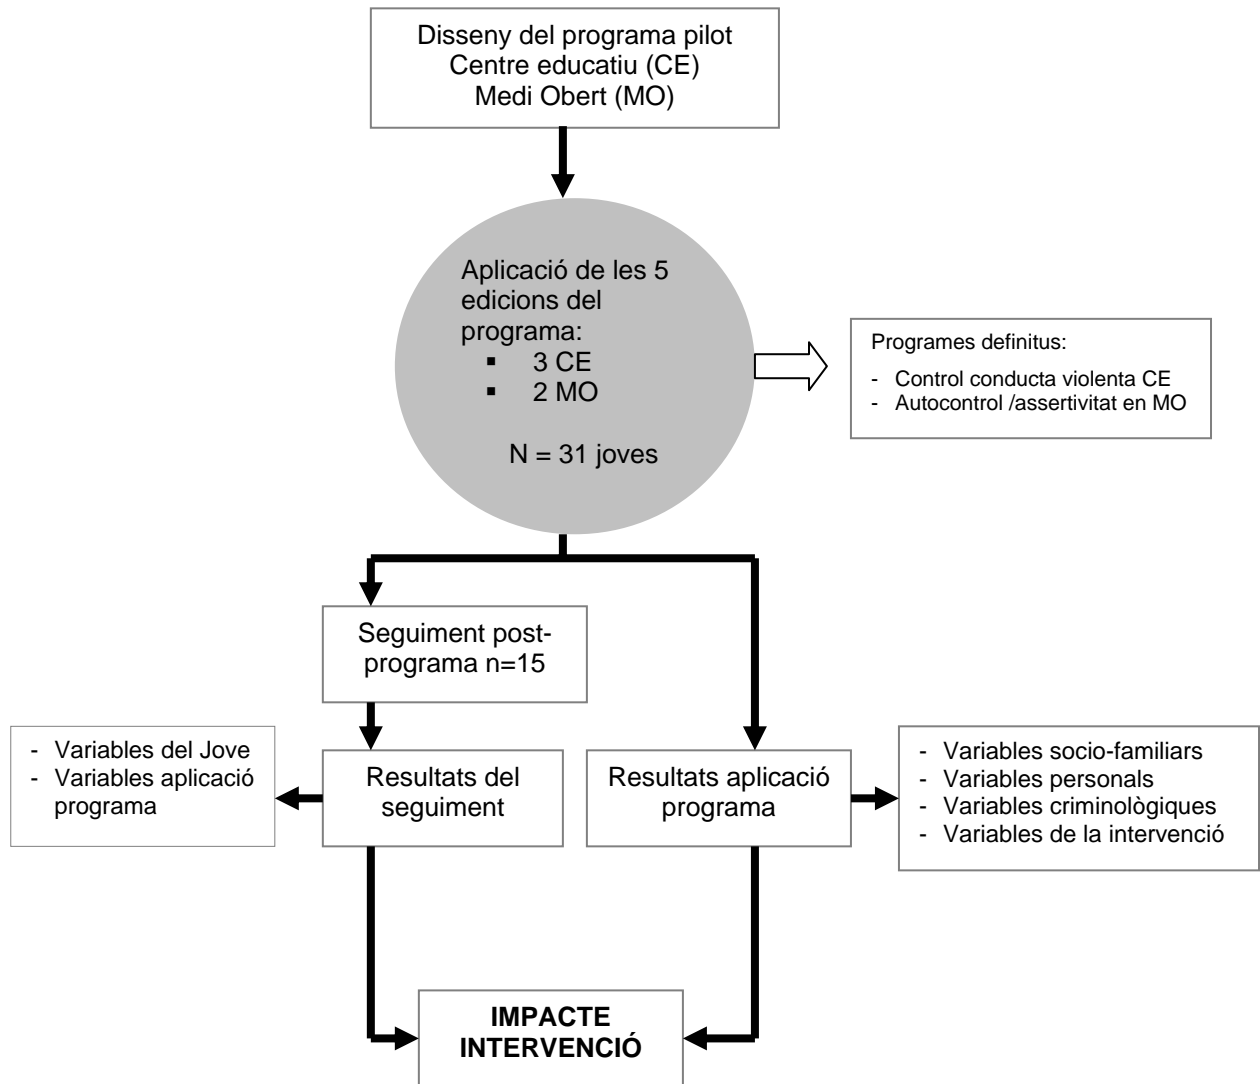 Disseny del programa pilot
Centre educatiu (CE)
Medi Obert (MO)
Aplicació de les 5
edicions del
programa:
▪ 3 CE
▪ 2 MO
N = 31 joves
Programes definitus:
- Control conducta violenta CE
- Autocontrol /assertivitat en MO
Seguiment post-
programa n=15
- Variables del Jove
- Variables aplicació
programa
Resultats del
seguiment
Resultats aplicació
programa
- Variables socio-familiars
- Variables personals
- Variables criminològiques
- Variables de la intervenció
IMPACTE
INTERVENCIÓ